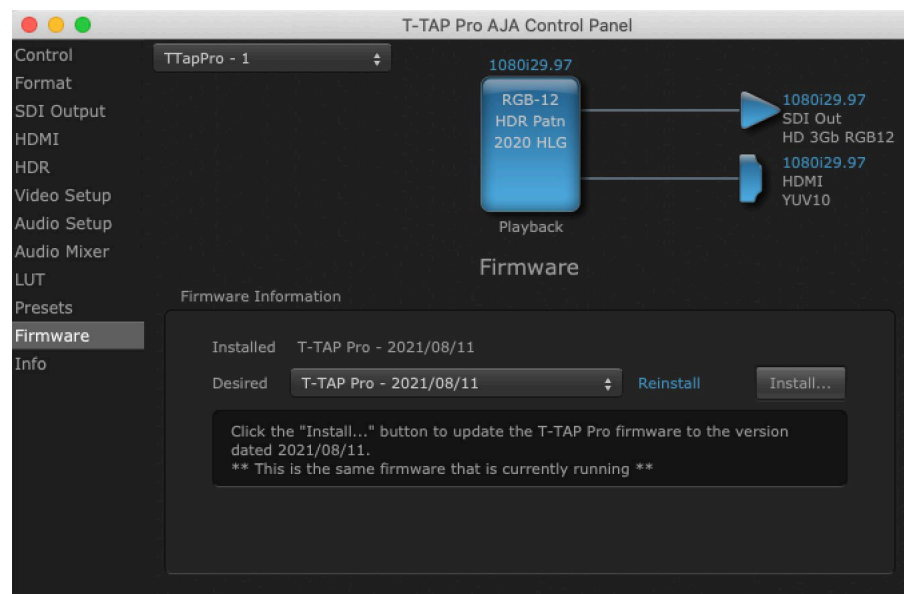 T-TAP Pro AJA Control Panel
Control
Format
SDI Output
HDMI
HDR
Video Setup
Audio Setup
Audio Mixer
LUT
Presets
Firmware
Info
TTapPro - 1
1080i29.97
RGB-12
HDR Patn
2020 HLG
Playback
1080i29.97
SDI Out
HD 3Gb RGB12
1080i29.97
HDMI
YUV10
Firmware
Firmware Information
Installed T-TAP Pro - 2021/08/11
Desired T-TAP Pro - 2021/08/11 Reinstall Install...
Click the "Install..." button to update the T-TAP Pro firmware to the version
dated 2021/08/11.
** This is the same firmware that is currently running **